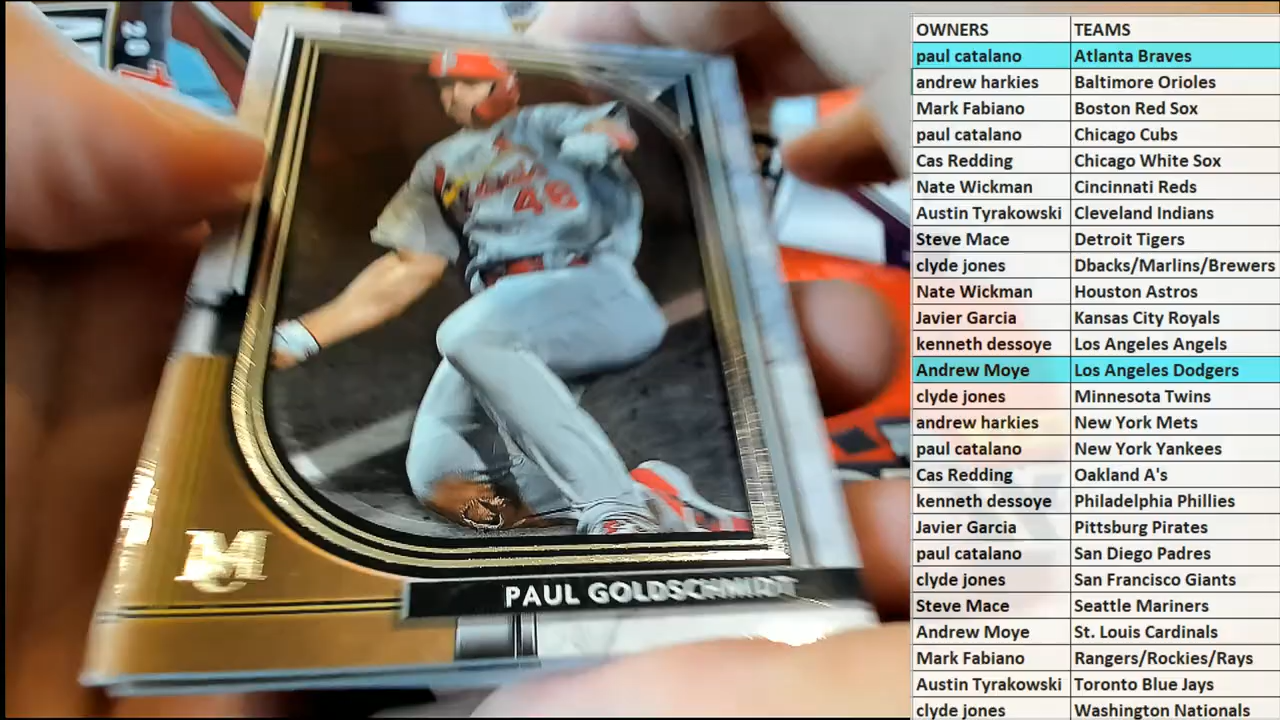 28
Cardinals
46
M
PAUL GOLDSCHMIDT
OWNERS TEAMS
paul catalano Atlanta Braves
andrew harkies Baltimore Orioles
Mark Fabiano Boston Red Sox
paul catalano Chicago Cubs
Cas Redding Chicago White Sox
Nate Wickman Cincinnati Reds
Austin Tyrakowski Cleveland Indians
Steve Mace Detroit Tigers
clyde jones Dbacks/Marlins/Brewers
Nate Wickman Houston Astros
Javier Garcia Kansas City Royals
kenneth dessoye Los Angeles Angels
Andrew Moye Los Angeles Dodgers
clyde jones Minnesota Twins
andrew harkies New York Mets
paul catalano New York Yankees
Cas Redding Oakland A's
kenneth dessoye Philadelphia Phillies
Javier Garcia Pittsburg Pirates
paul catalano San Diego Padres
clyde jones San Francisco Giants
Steve Mace Seattle Mariners
Andrew Moye St. Louis Cardinals
Mark Fabiano Rangers/Rockies/Rays
Austin Tyrakowski Toronto Blue Jays
clyde jones Washington Nationals